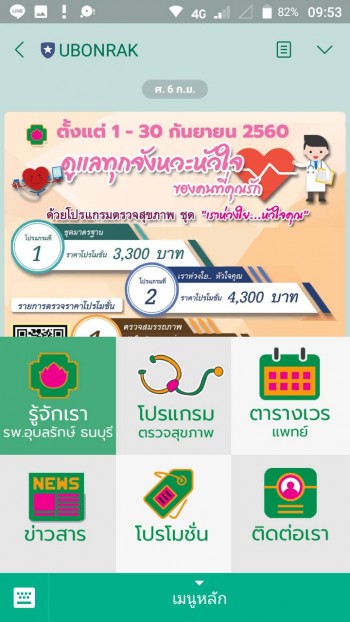 4G 82% 09:53
UBONRAK
ศ. 6 ก.ย.
ตั้งแต่ 1 - 30 กันยายน 2560
ดูแลทุกจังหวะหัวใจ
ของคนที่คุณรัก
ด้วยโปรแกรมตรวจสุขภาพ ชุด "เราห่วงใย...หัวใจคุณ"
โปรแกรมที่
1
ชุดมาตรฐาน
ราคาโปรโมชั่น 3,300 บาท
โปรแกรมที่
2
เราห่วงใย.. หัวใจคุณ
ราคาโปรโมชั่น 4,300 บาท
รายการตรวจราคาโปรโมชั่น
ตรวจสมรรถภาพ
รู้จักเรา
รพ.อุบลรักษ์ ธนบุรี
โปรแกรม
ตรวจสุขภาพ
ตารางเวร
แพทย์
NEWS
ข่าวสาร
โปรโมชั่น
ติดต่อเรา
เมนูหลัก